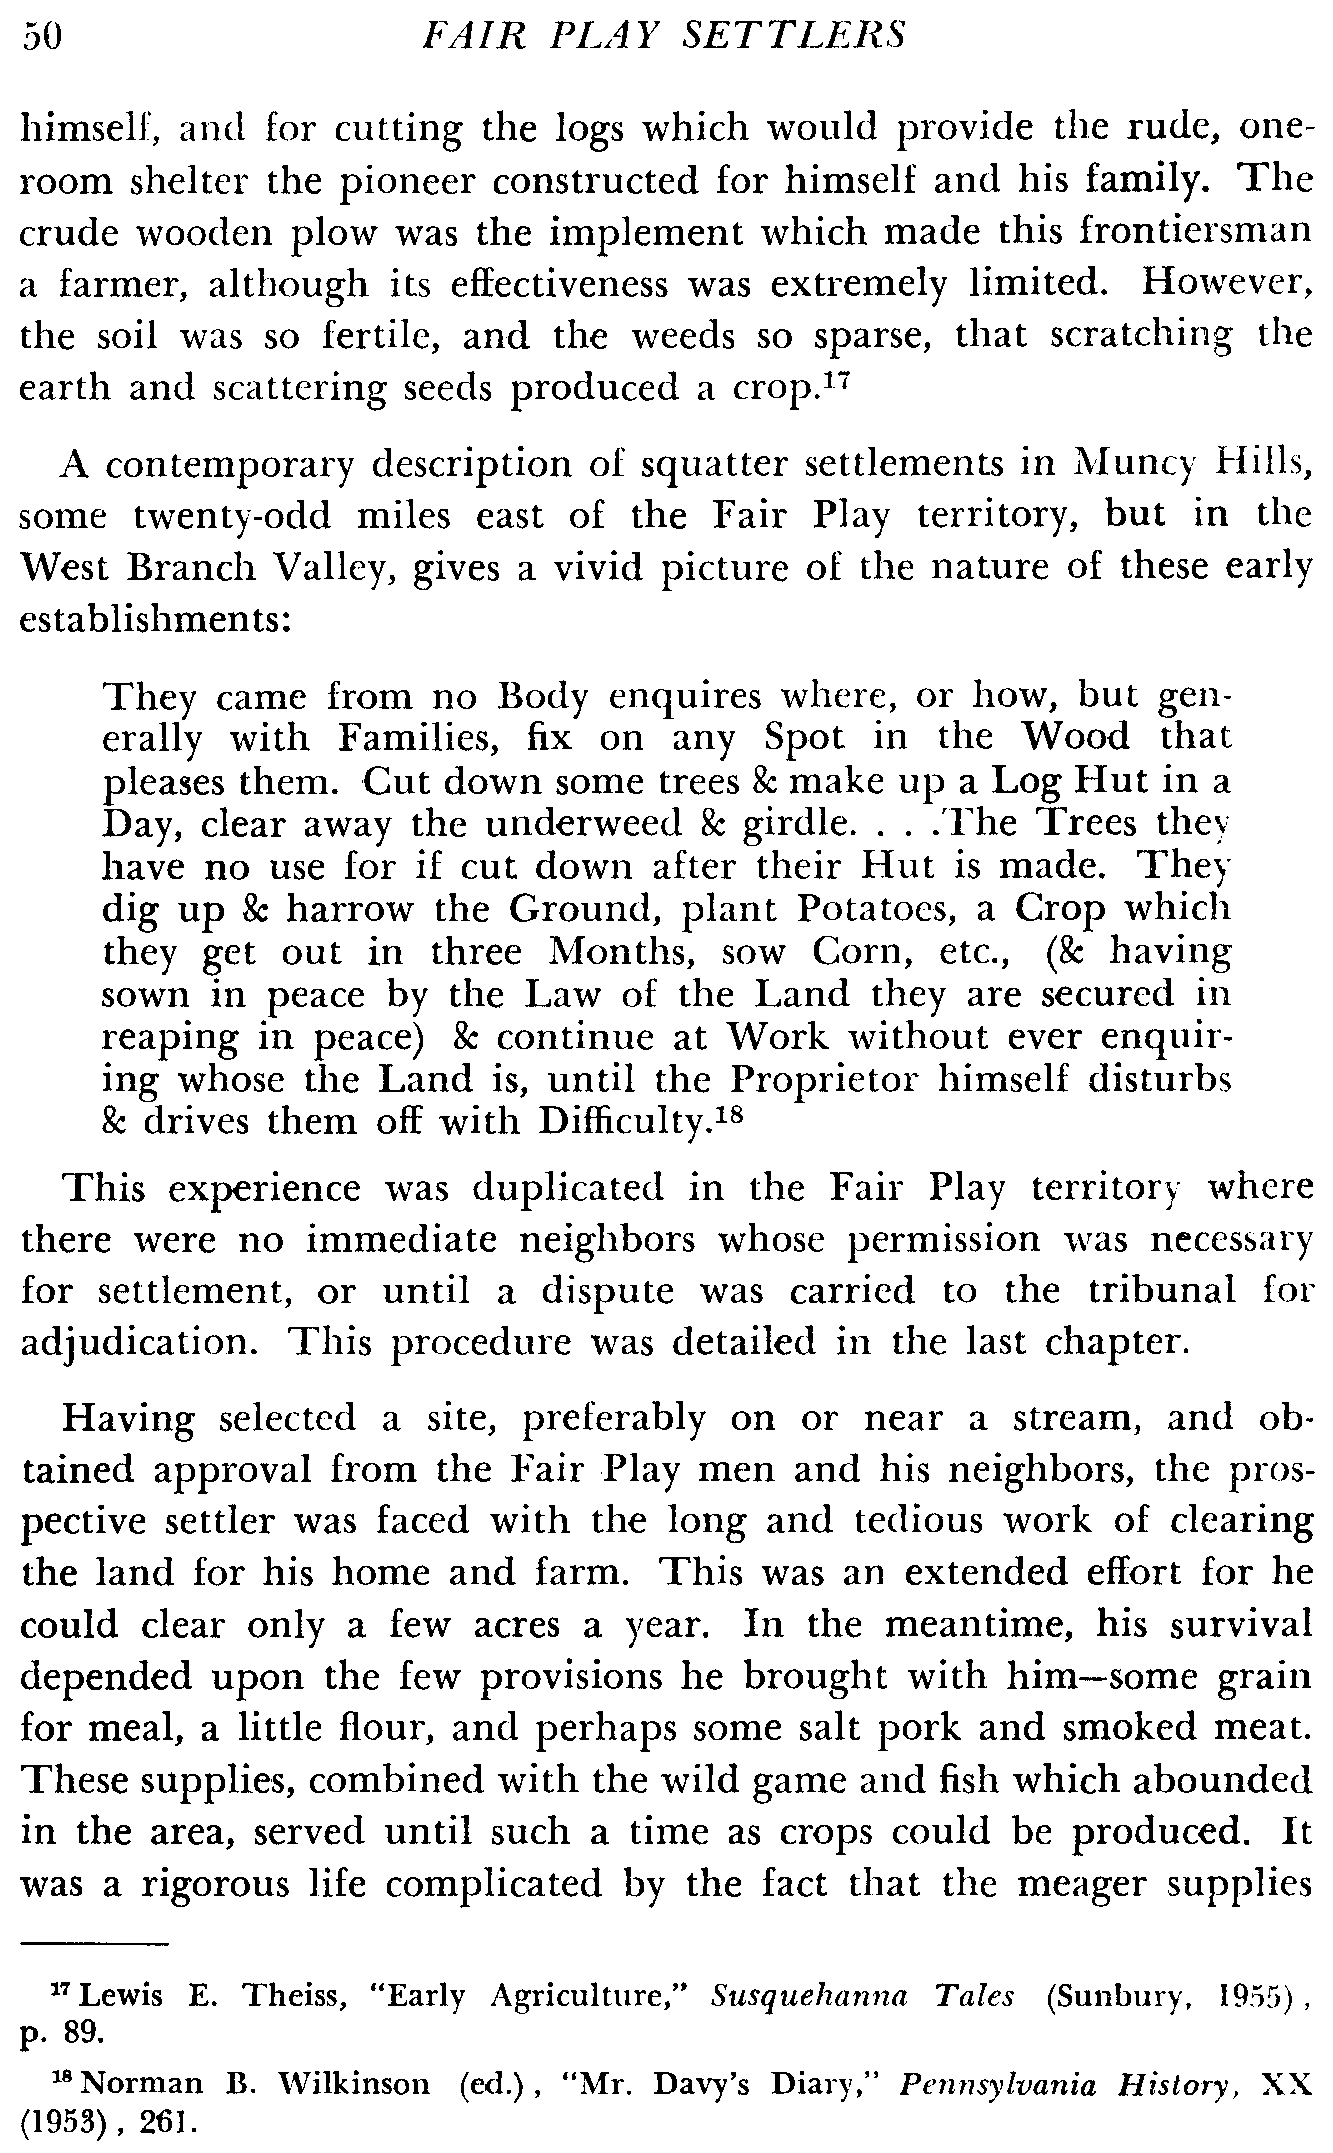 50 FAIR PLAY SETTLERS
himself, and for cutting the logs which would provide the rude, one-
room shelter the pioneer constructed for himself and his family. The
crude wooden plow was the implement which made this frontiersman
a farmer, although its effectiveness was extremely limited. However,
the soil was so fertile, and the weeds so sparse, that scratching the
earth and scattering seeds produced a crop.¹⁷
A contemporary description of squatter settlements in Muncy Hills,
some twenty-odd miles east of the Fair Play territory, but in the
West Branch Valley, gives a vivid picture of the nature of these early
establishments:
They came from no Body enquires where, or how, but gen-
erally with Families, fix on any Spot in the Wood that
pleases them. Cut down some trees & make up a Log Hut in a
Day, clear away the underweed & girdle. . . .The Trees they
have no use for if cut down after their Hut is made. They
dig up & harrow the Ground, plant Potatoes, a Crop which
they get out in three Months, sow Corn, etc., (& having
sown in peace by the Law of the Land they are secured in
reaping in peace) & continue at Work without ever enquir-
ing whose the Land is, until the Proprietor himself disturbs
& drives them off with Difficulty.¹⁸
This experience was duplicated in the Fair Play territory where
there were no immediate neighbors whose permission was necessary
for settlement, or until a dispute was carried to the tribunal for
adjudication. This procedure was detailed in the last chapter.
Having selected a site, preferably on or near a stream, and ob-
tained approval from the Fair Play men and his neighbors, the pros-
pective settler was faced with the long and tedious work of clearing
the land for his home and farm. This was an extended effort for he
could clear only a few acres a year. In the meantime, his survival
depended upon the few provisions he brought with him—some grain
for meal, a little flour, and perhaps some salt pork and smoked meat.
These supplies, combined with the wild game and fish which abounded
in the area, served until such a time as crops could be produced. It
was a rigorous life complicated by the fact that the meager supplies
¹⁷ Lewis E. Theiss, "Early Agriculture," Susquehanna Tales (Sunbury, 1955),
p. 89.
¹⁸ Norman B. Wilkinson (ed.), "Mr. Davy's Diary," Pennsylvania History, XX
(1953), 261.